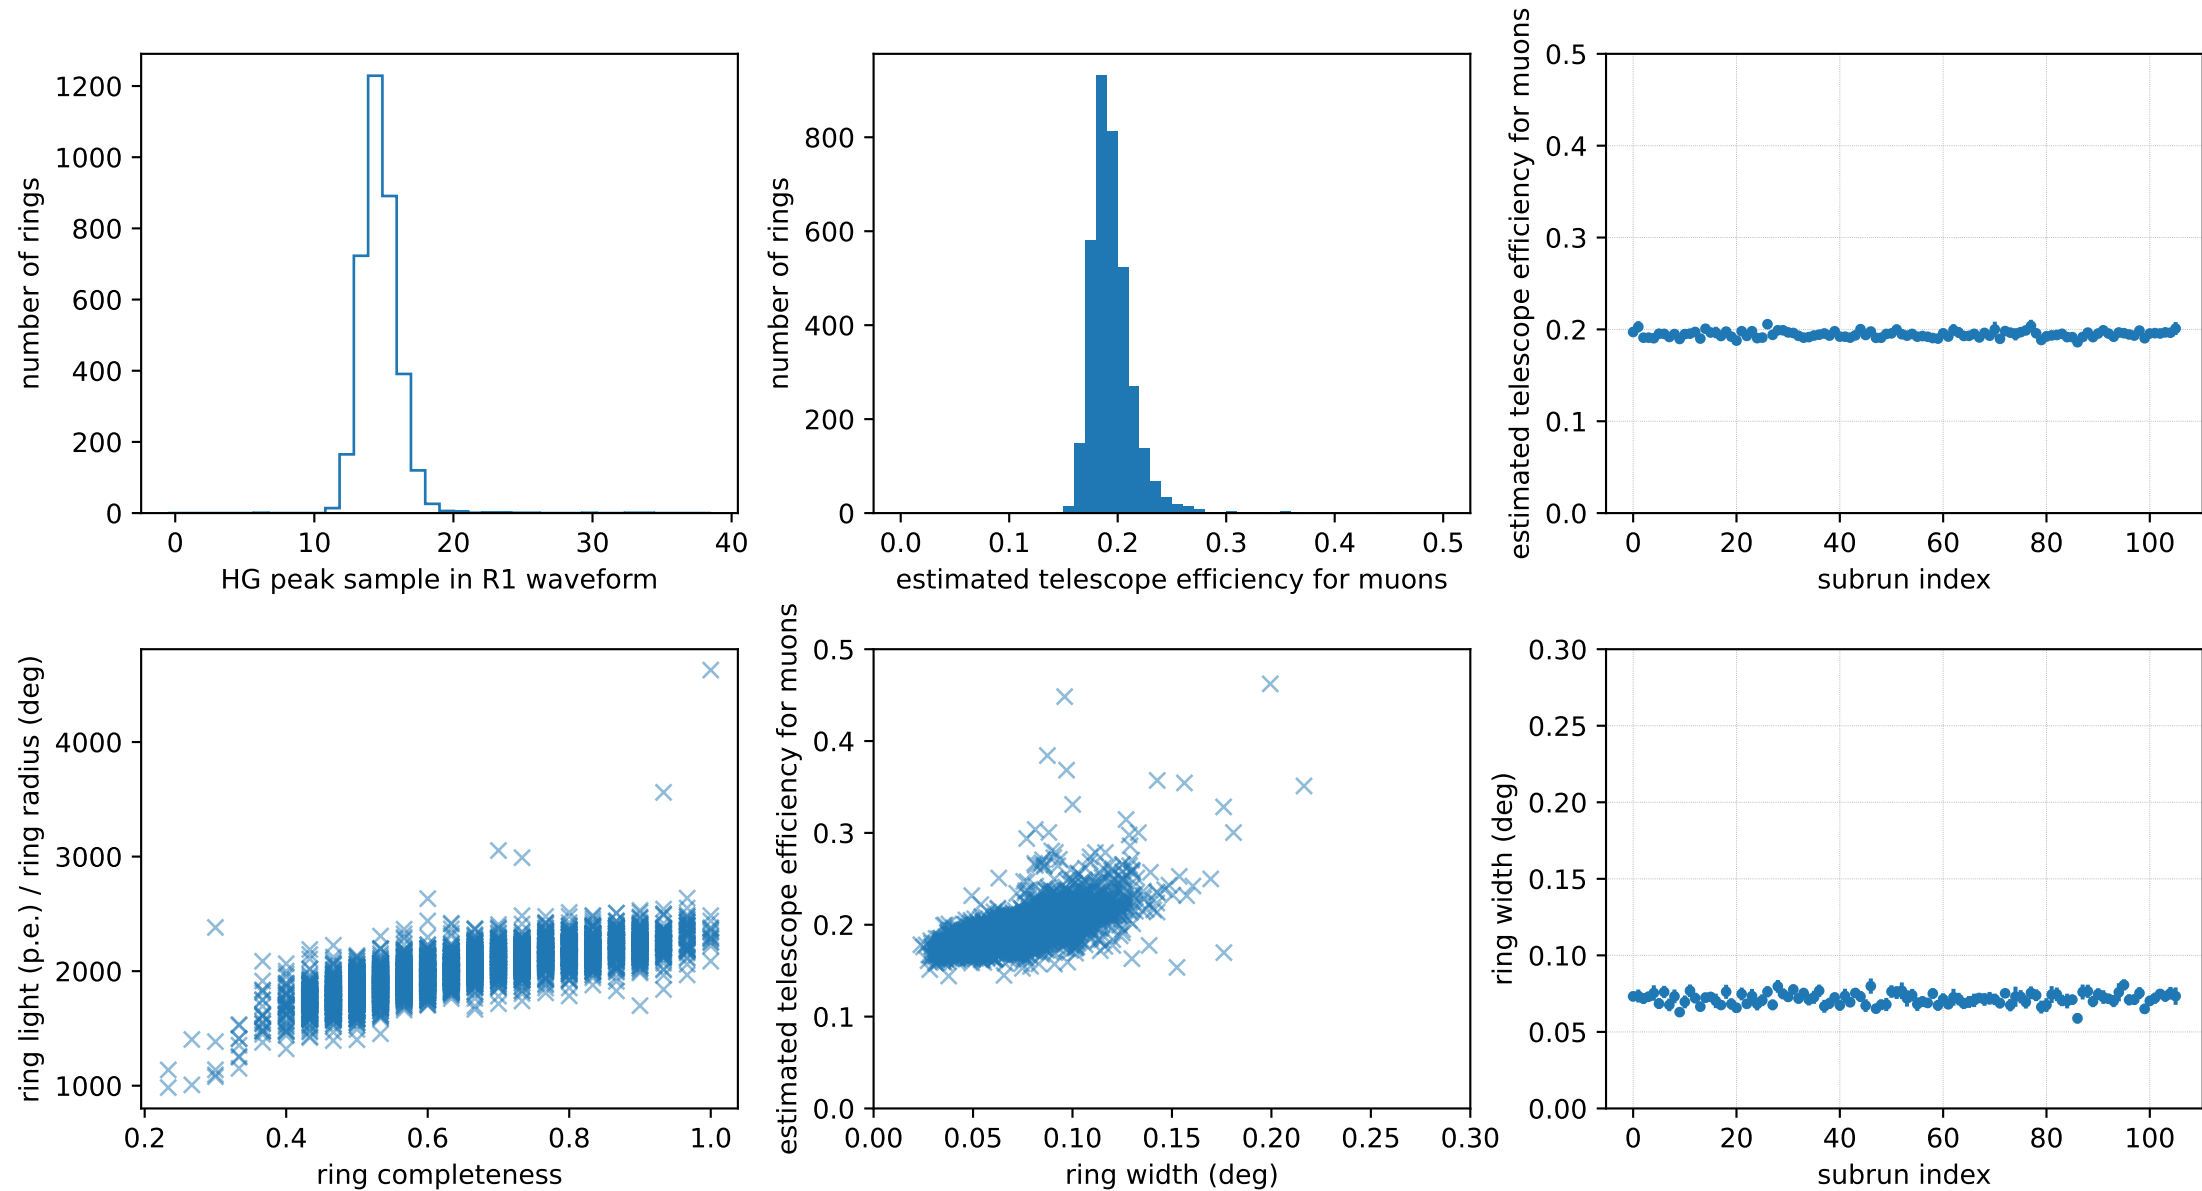 number of rings
1200
1000
800
600
400
200
0
0 10 20 30 40
HG peak sample in R1 waveform
number of rings
800
600
400
200
0
0.0 0.1 0.2 0.3 0.4 0.5
estimated telescope efficiency for muons
estimated telescope efficiency for muons
0.5
0.4
0.3
0.2
0.1
0.0
0 20 40 60 80 100
subrun index
ring light (p.e.) / ring radius (deg)
4000
3000
2000
1000
0.2 0.4 0.6 0.8 1.0
ring completeness
estimated telescope efficiency for muons
0.5
0.4
0.3
0.2
0.1
0.0
0.00 0.05 0.10 0.15 0.20 0.25 0.30
ring width (deg)
ring width (deg)
0.30
0.25
0.20
0.15
0.10
0.05
0.00
0 20 40 60 80 100
subrun index